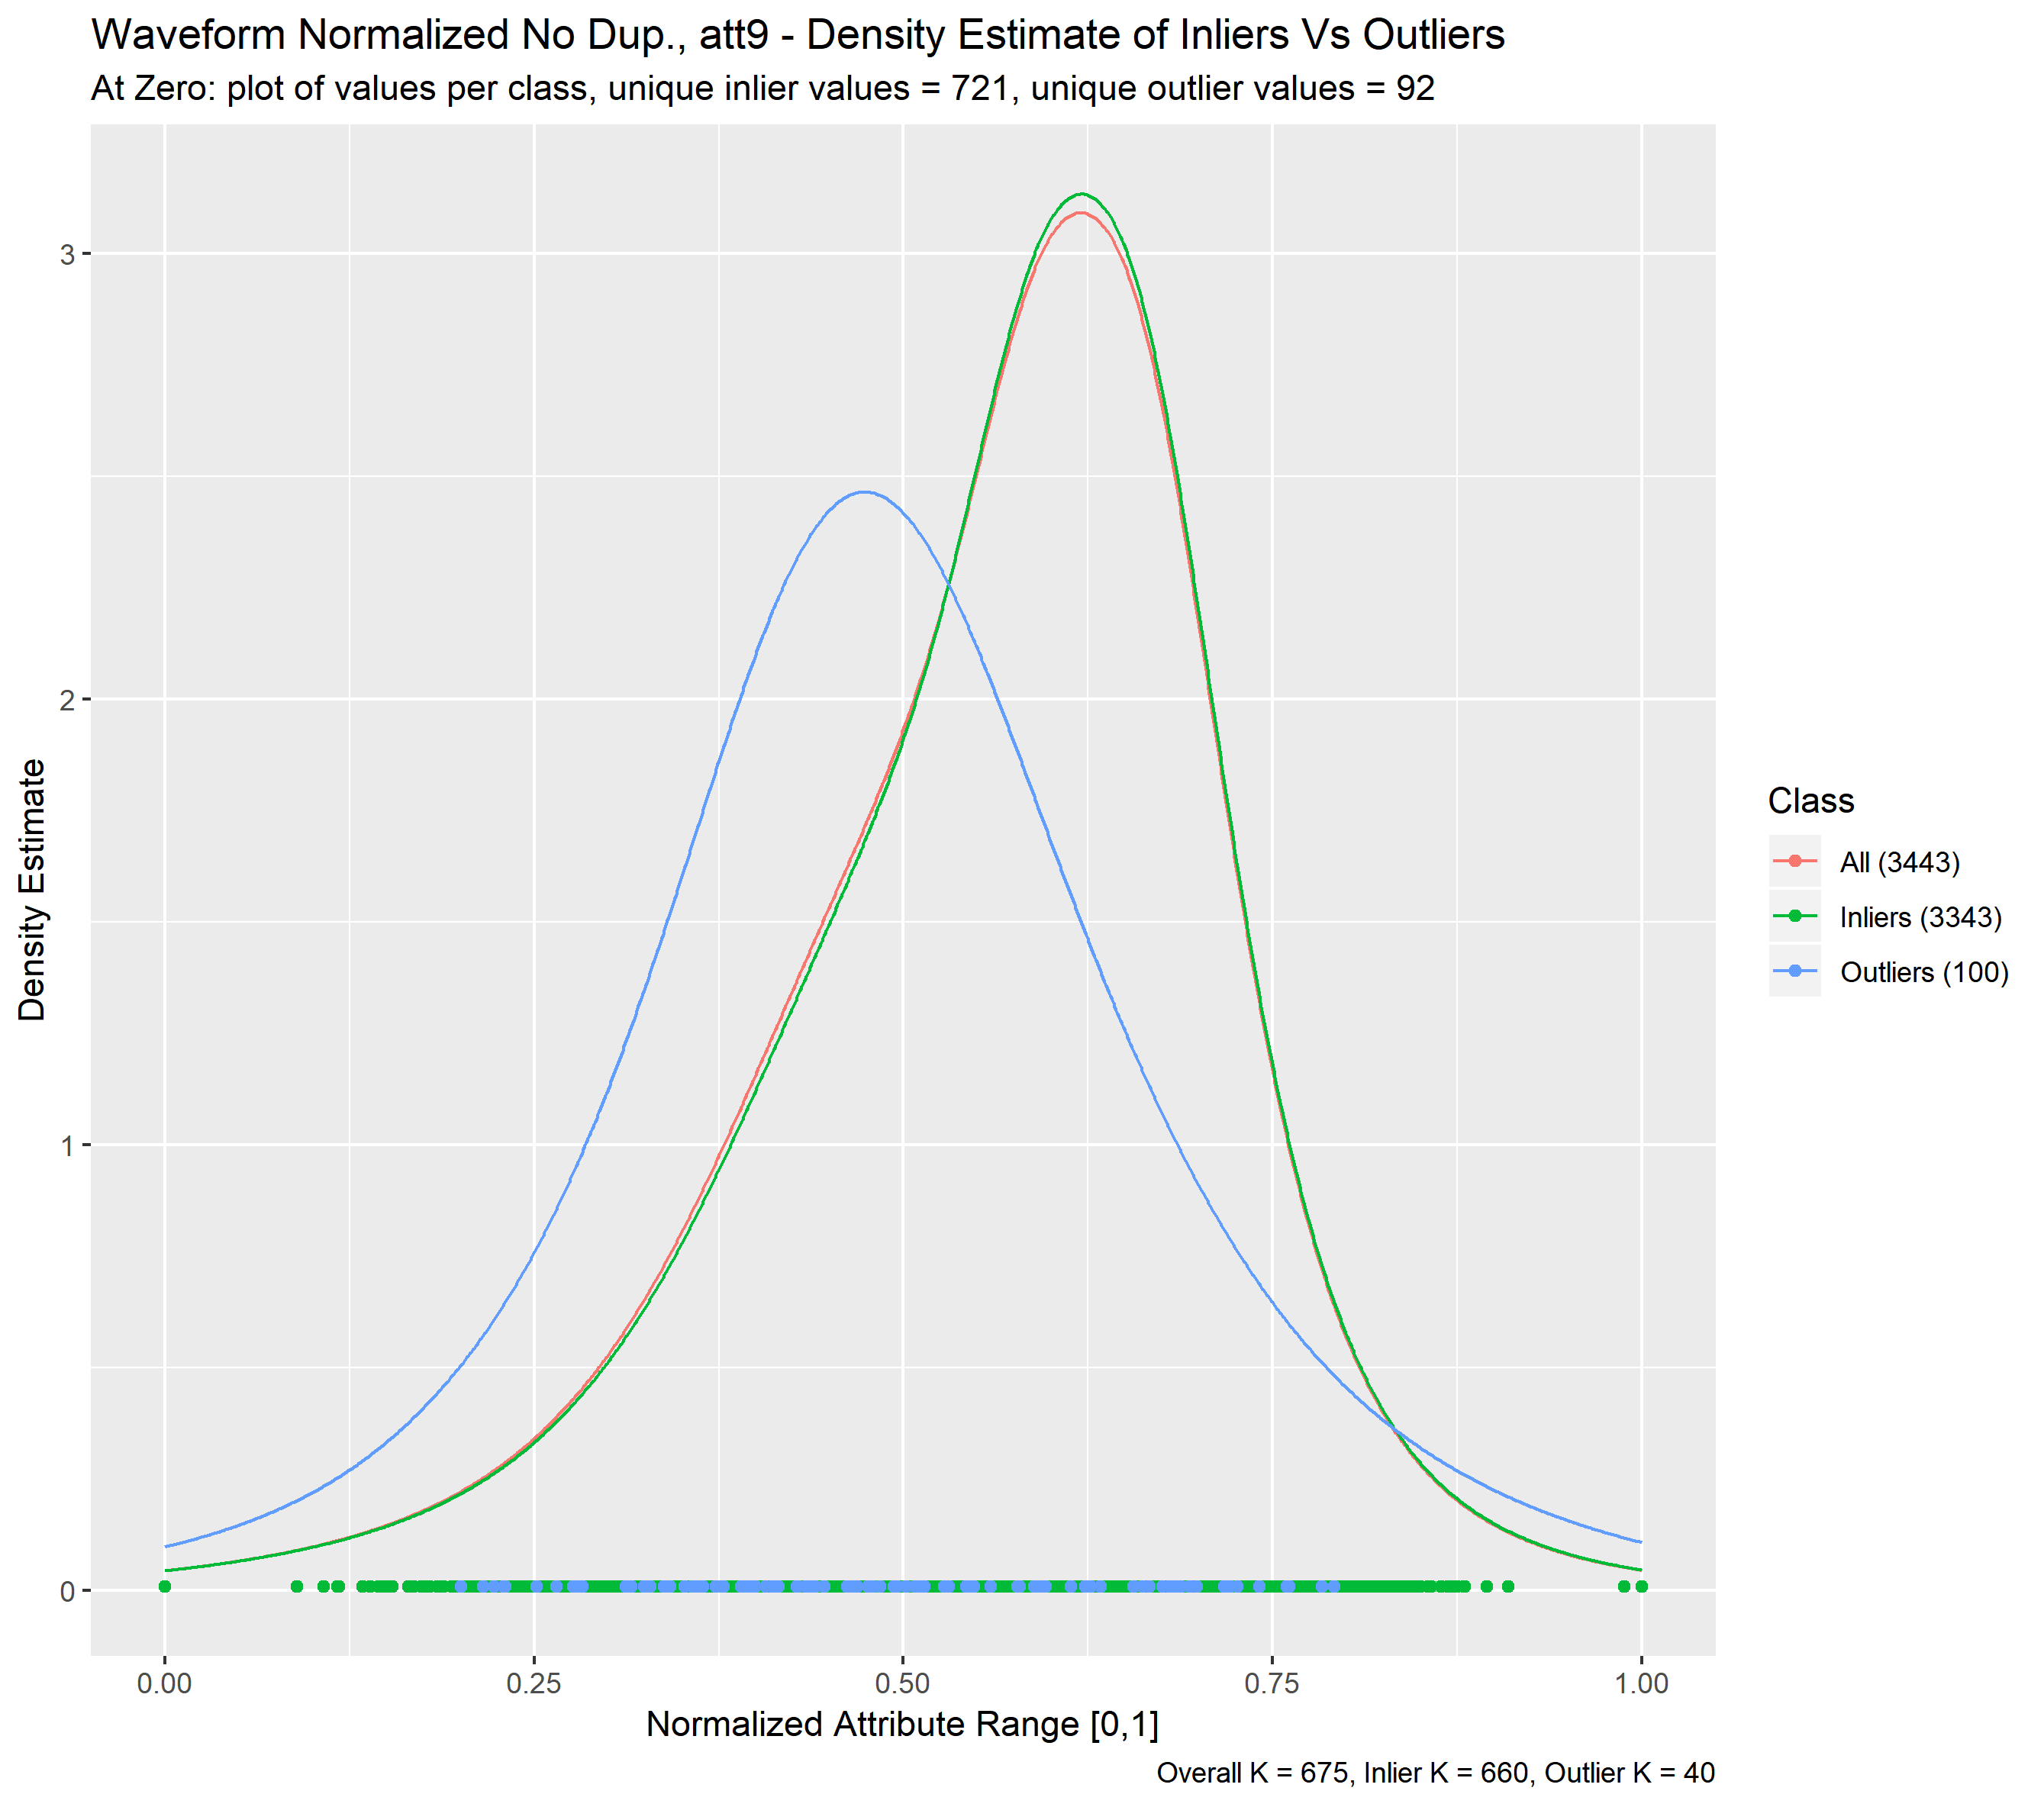 Waveform Normalized No Dup., att9 - Density Estimate of Inliers Vs Outliers
At Zero: plot of values per class, unique inlier values = 721, unique outlier values = 92
3
2
1
0
Density Estimate
0.00 0.25 0.50 0.75 1.00
Normalized Attribute Range [0,1]
Overall K = 675, Inlier K = 660, Outlier K = 40
Class
All (3443)
Inliers (3343)
Outliers (100)